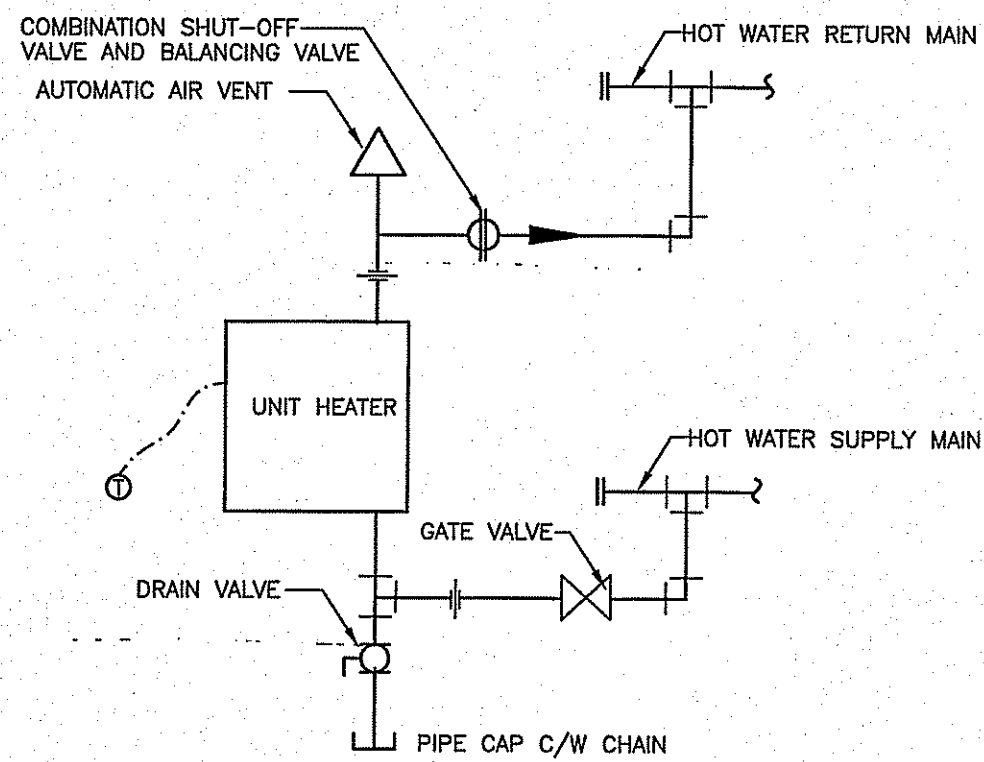 COMBINATION SHUT-OFF
VALVE AND BALANCING VALVE
AUTOMATIC AIR VENT
HOT WATER RETURN MAIN
UNIT HEATER
T
HOT WATER SUPPLY MAIN
GATE VALVE
DRAIN VALVE
PIPE CAP C/W CHAIN